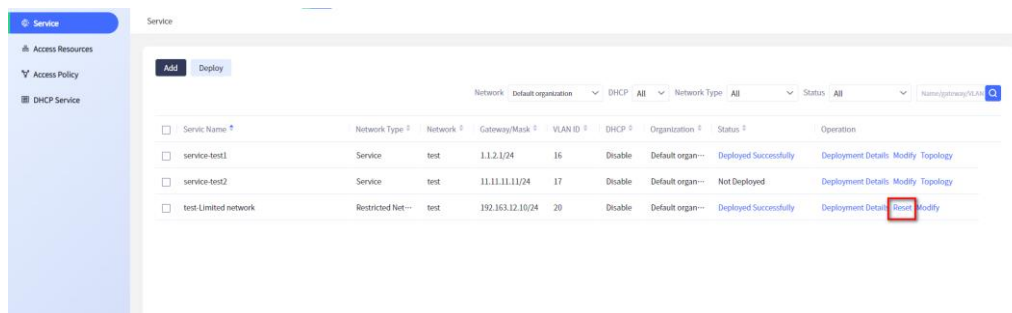 Service
Access Resources
Access Policy
DHCP Service
Service
Add Deploy
Network Default organization DHCP All Network Type All Status All Name/gateway/VLAN
Servic Name Network Type Network Gateway/Mask VLAN ID DHCP Organization Status Operation
service-test1 Service test 1.1.2.1/24 16 Disable Default organ··· Deployed Successfully Deployment Details Modify Topology
service-test2 Service test 11.11.11.11/24 17 Disable Default organ··· Not Deployed Deployment Details Modify Topology
test-Limited network Restricted Net··· test 192.163.12.10/24 20 Disable Default organ··· Deployed Successfully Deployment Details Reset Modify